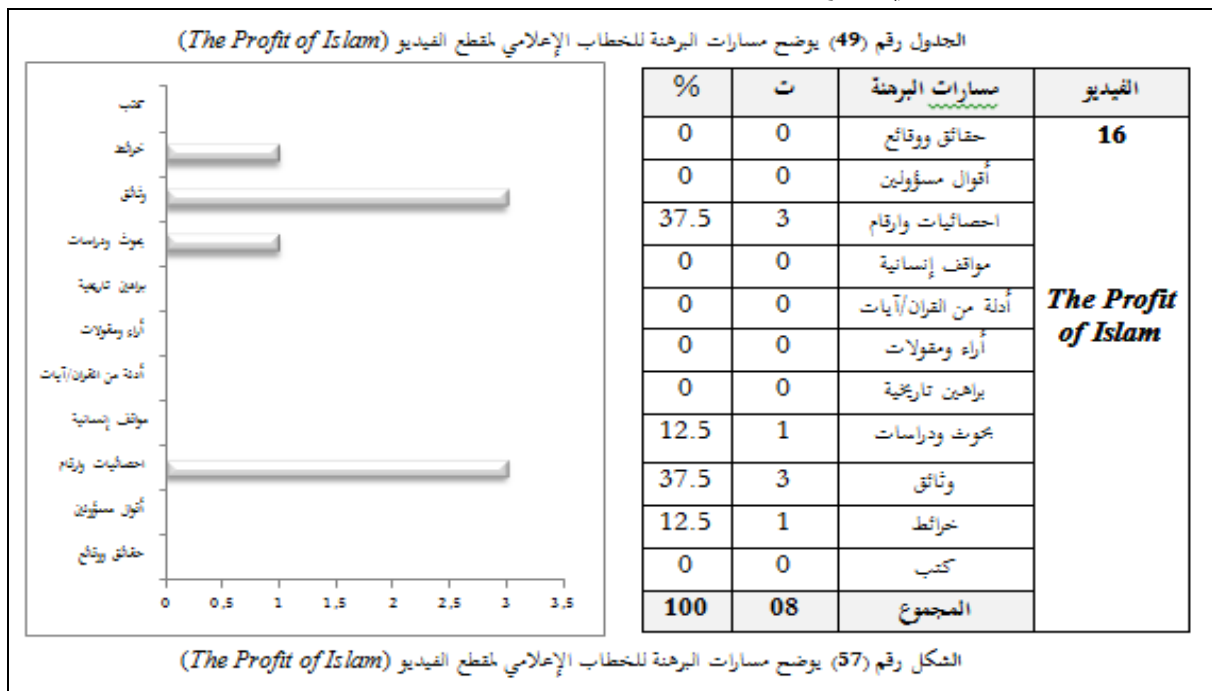 الجدول رقم (49) يوضح مسارات البرهنة للخطاب الإعلامي لمقطع الفيديو (The Profit of Islam)
الفيديو مسارات البرهنة ت %
16 حقائق ووقائع 0 0
أقوال مسؤولين 0 0
احصائيات وارقام 3 37.5
مواقف إنسانية 0 0
The Profit of Islam
أدلة من القران/آيات 0 0
أراء ومقولات 0 0
براهين تاريخية 0 0
بحوث ودراسات 1 12.5
وثائق 3 37.5
خرائط 1 12.5
كتب 0 0
المجموع 08 100
كتب
خرائط
وثائق
بحوث ودراسات
براهين تاريخية
أراء ومقولات
أدلة من القران/آيات
مواقف إنسانية
احصائيات وارقام
أقوال مسؤولين
حقائق ووقائع
0 0,5 1 1,5 2 2,5 3 3,5
الشكل رقم (57) يوضح مسارات البرهنة للخطاب الإعلامي لمقطع الفيديو (The Profit of Islam)